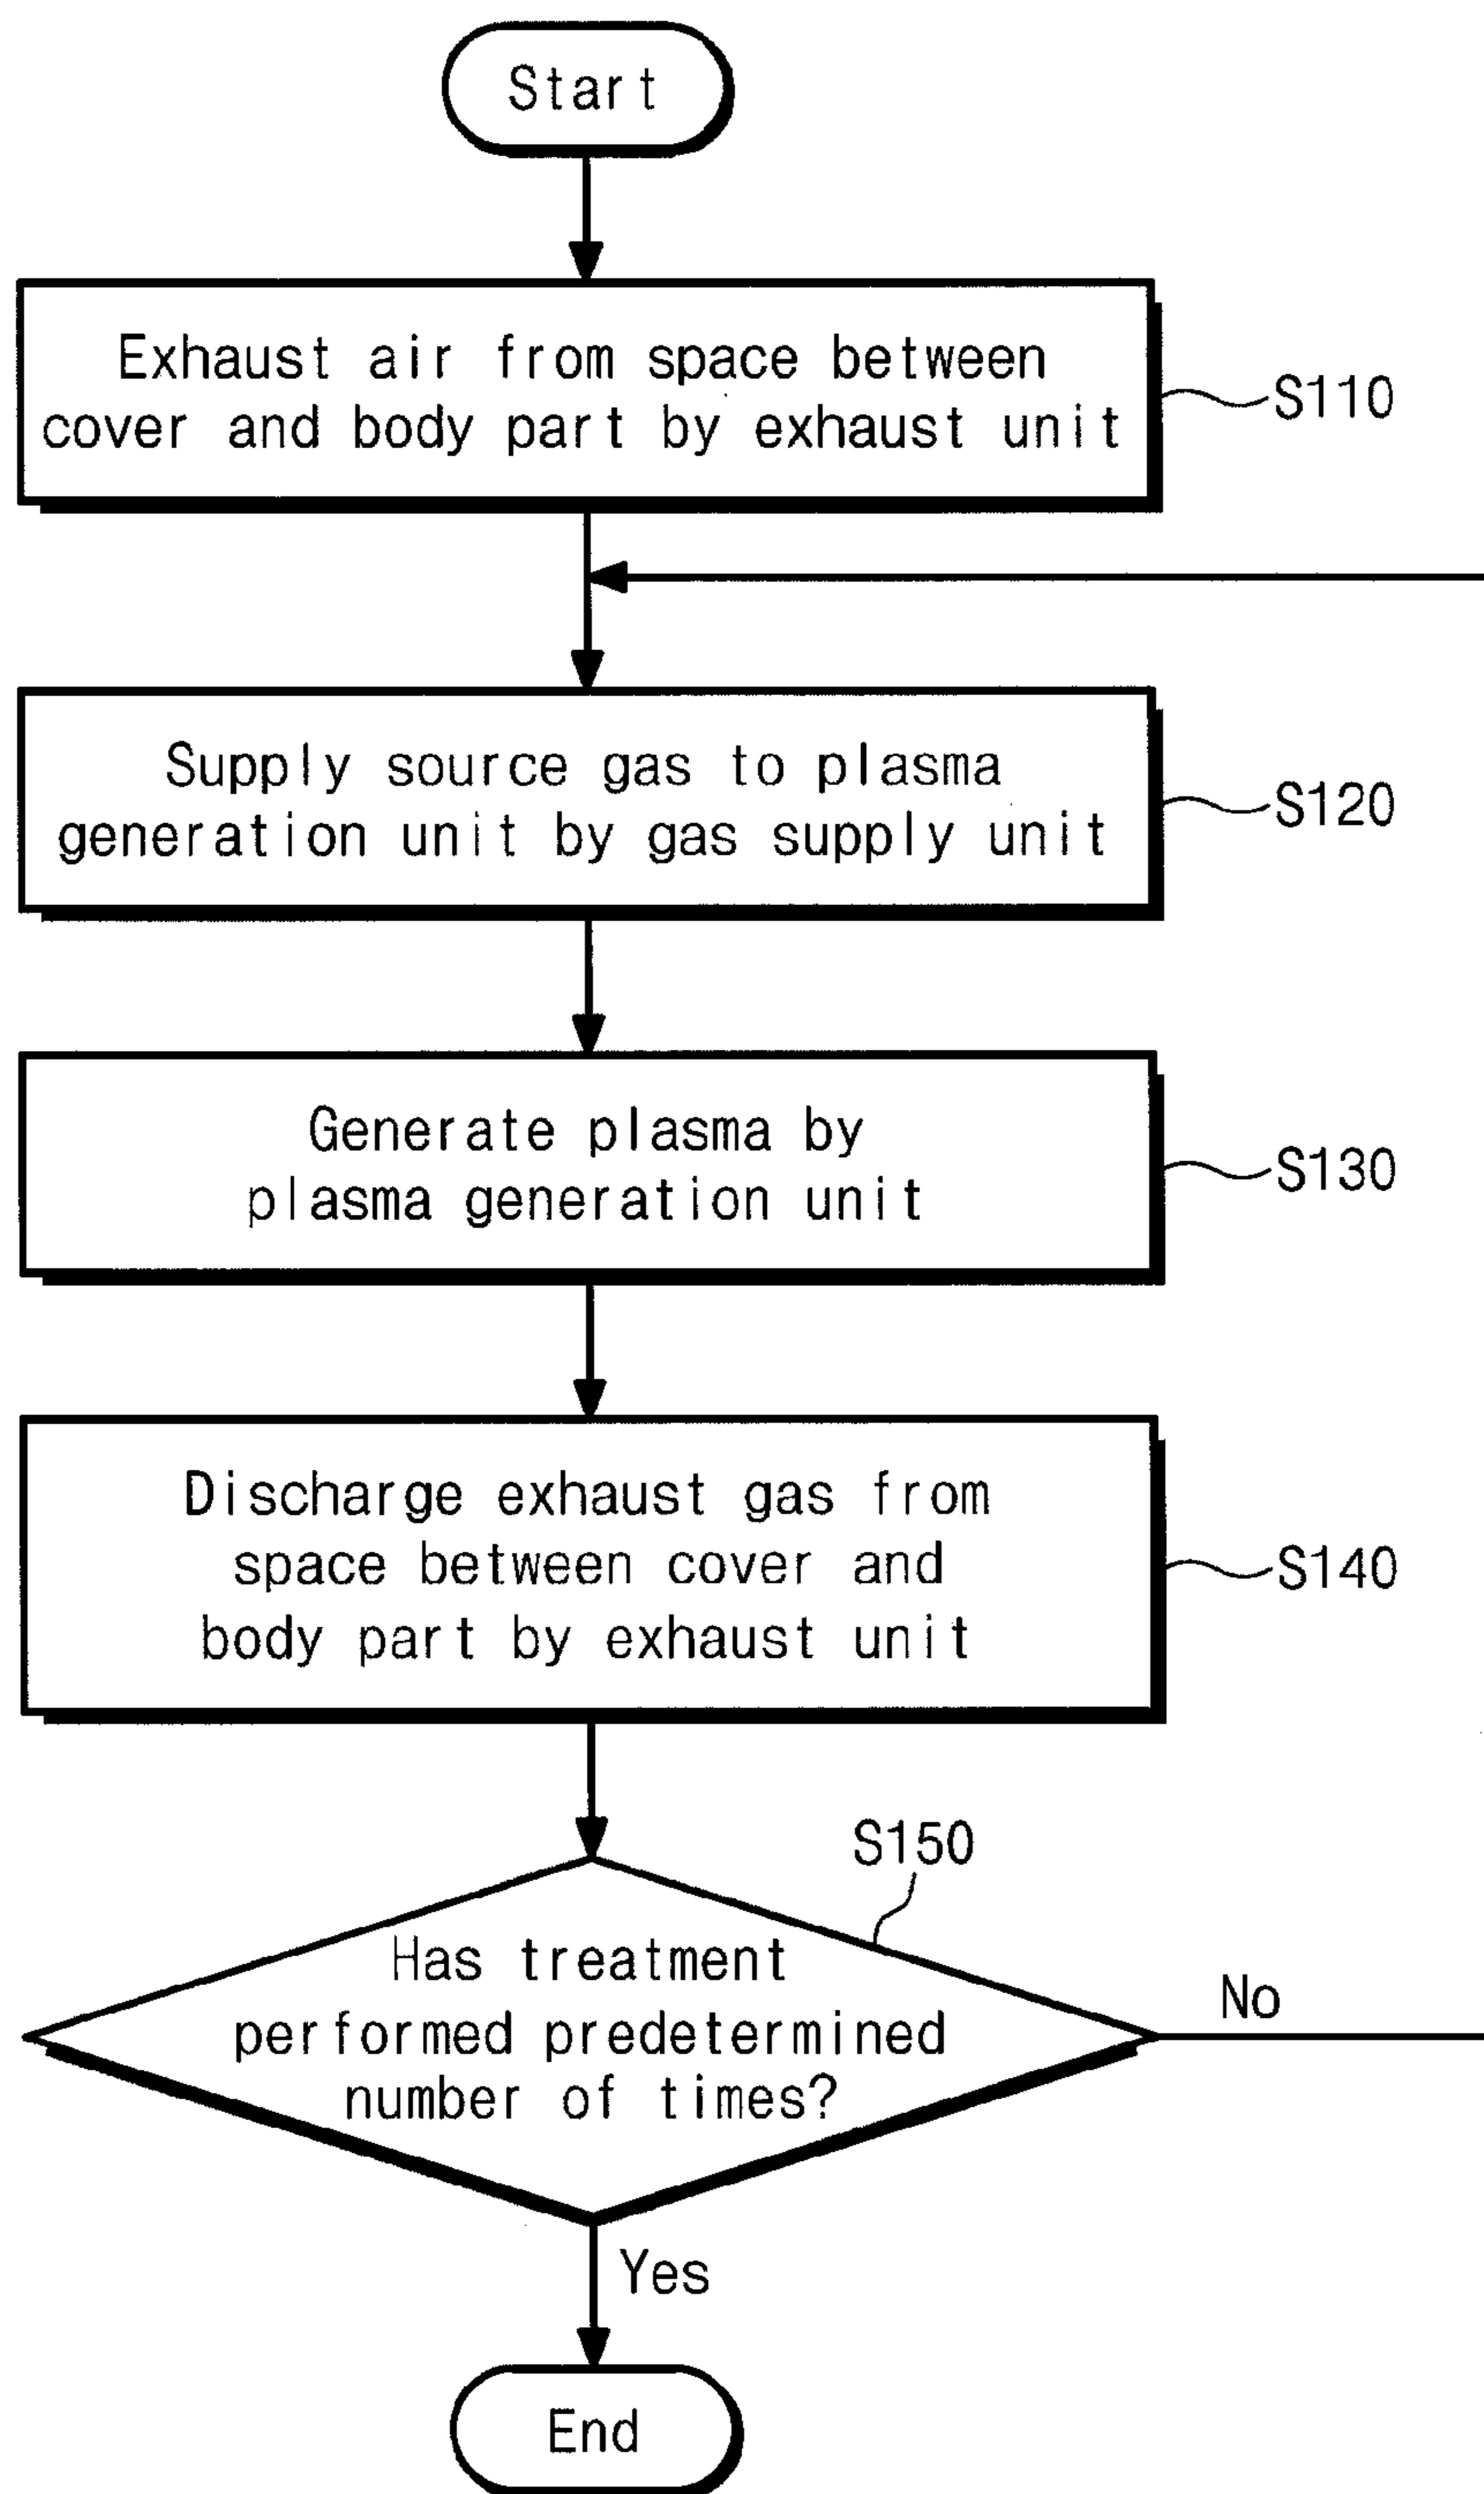 Start
Exhaust air from space between
cover and body part by exhaust unit
S110
Supply source gas to plasma
generation unit by gas supply unit
S120
Generate plasma by
plasma generation unit
S130
Discharge exhaust gas from
space between cover and
body part by exhaust unit
S140
S150
Has treatment
performed predetermined
number of times?
No
Yes
End